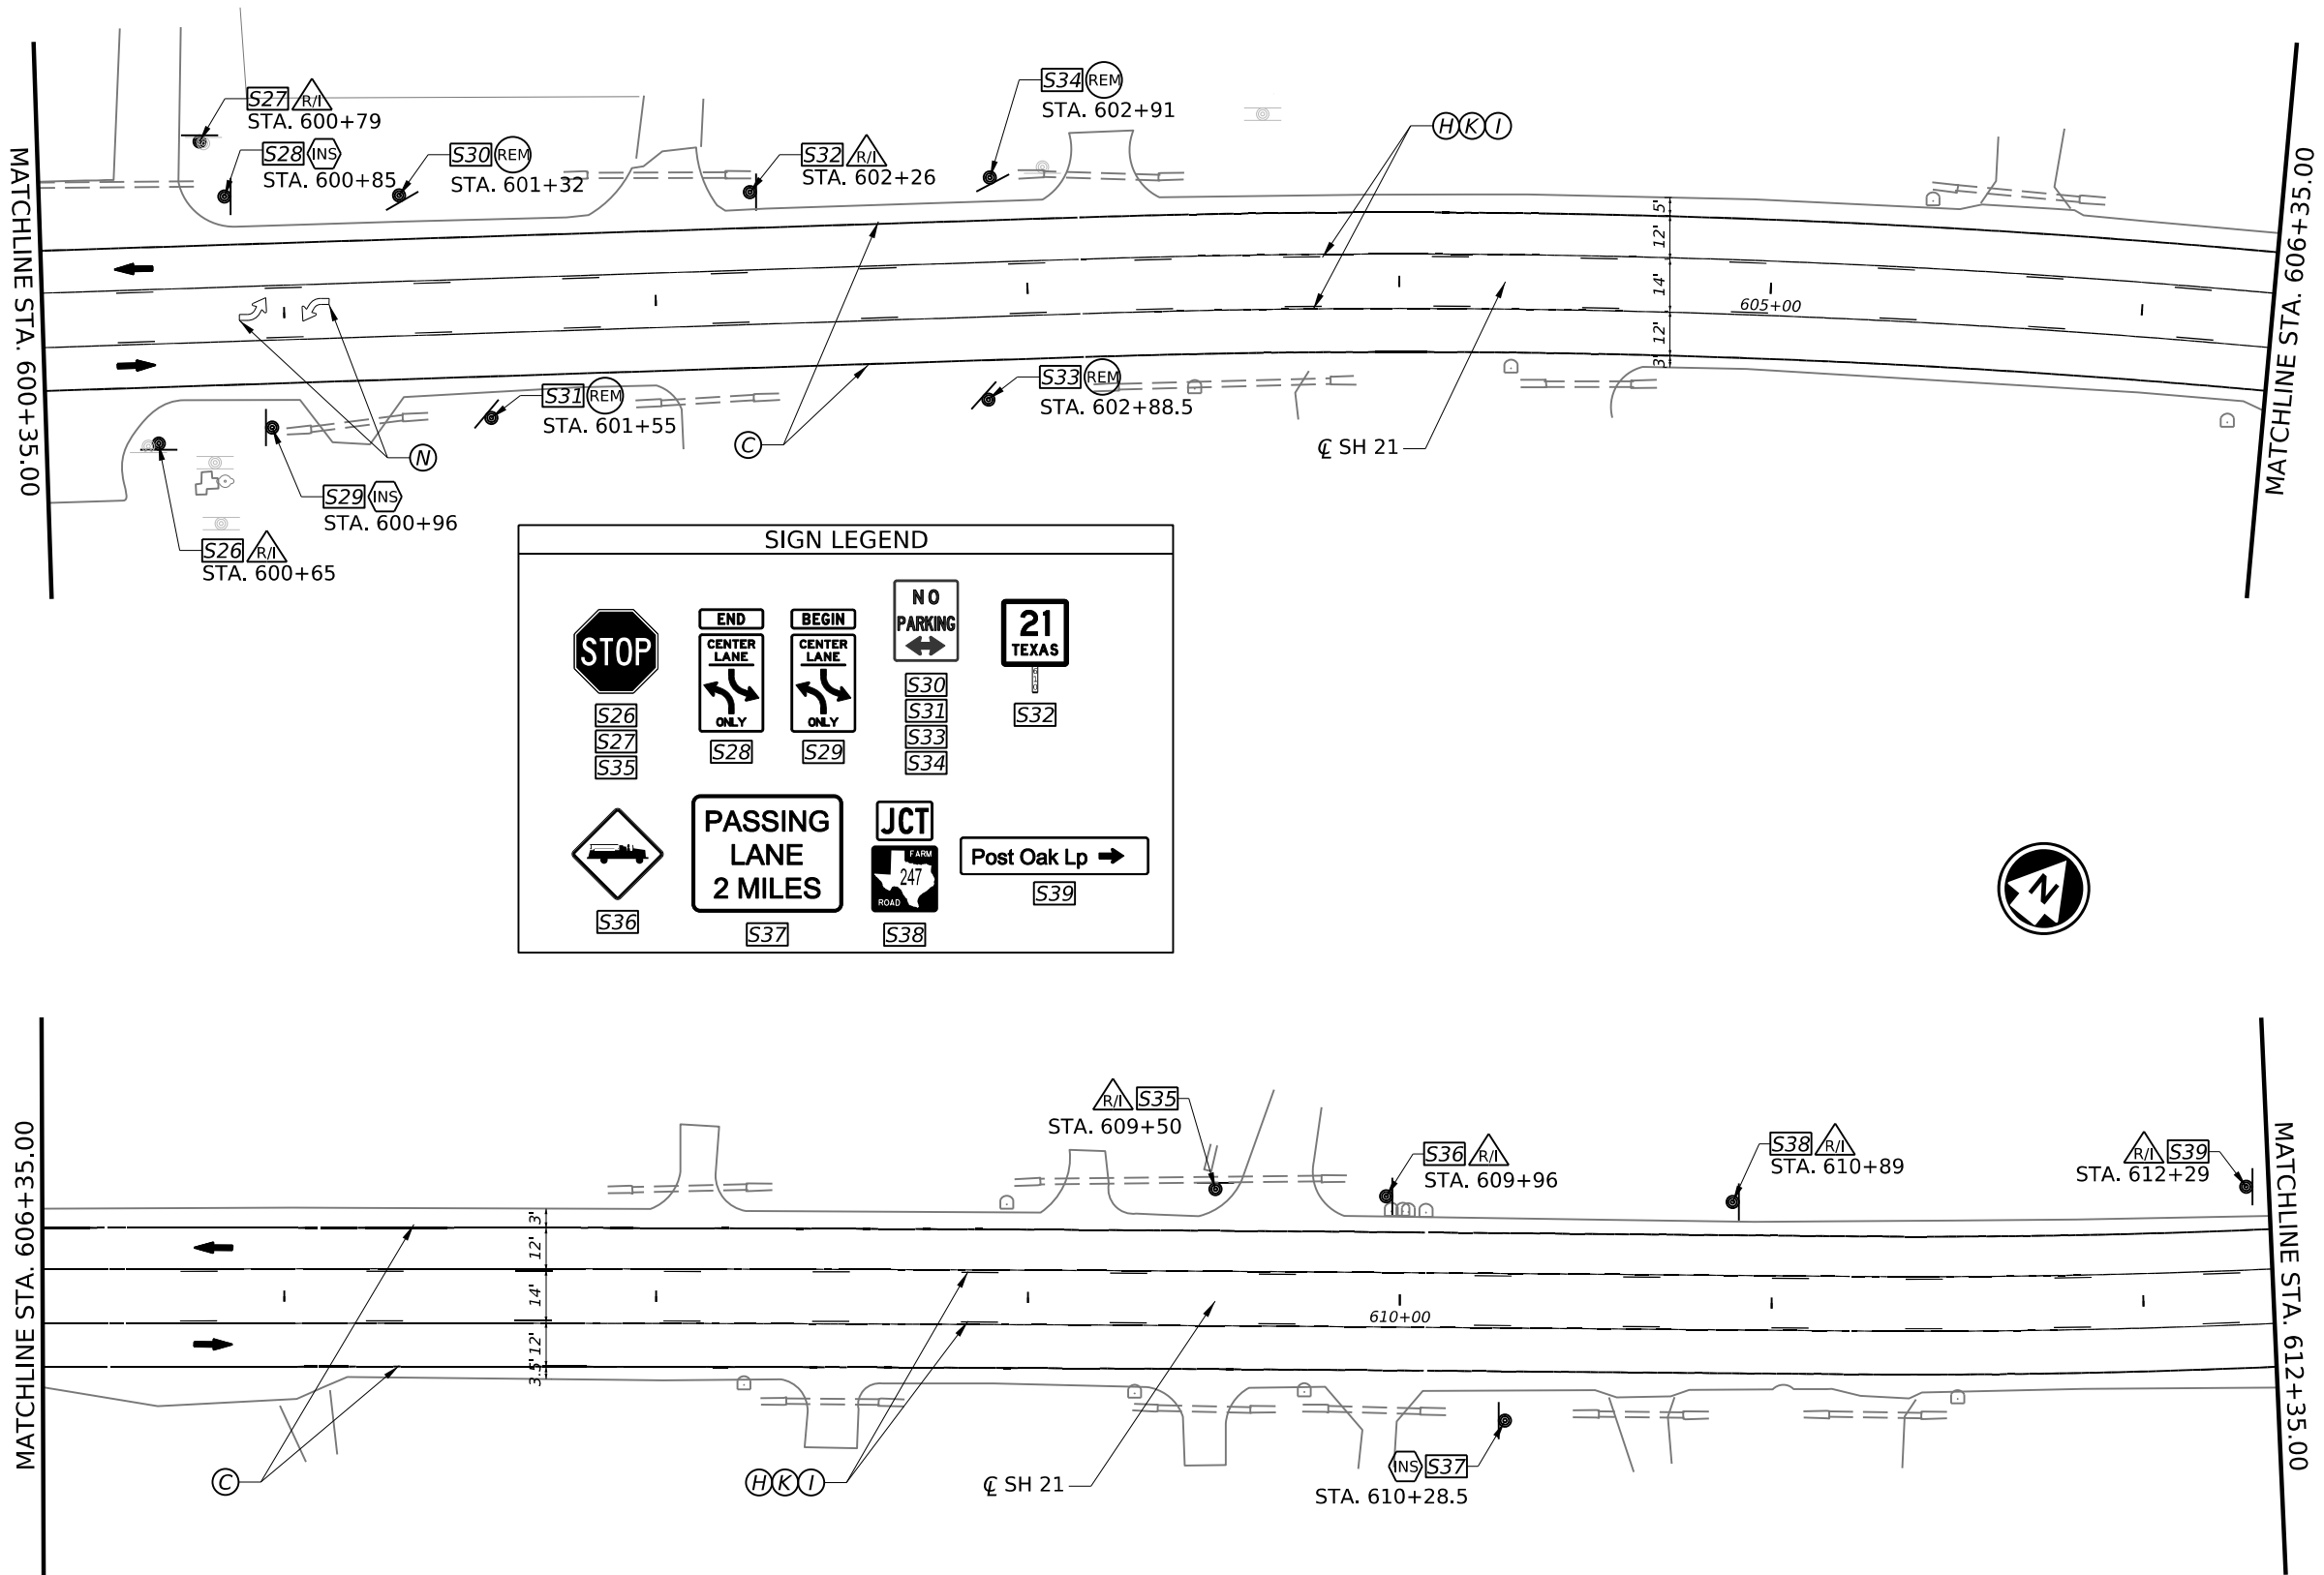 MATCHLINE STA. 600+35.00
S27 R/I
STA. 600+79
S28 INS
STA. 600+85
S30 REM
STA. 601+32
S32 R/I
STA. 602+26
S34 REM
STA. 602+91
H K I
5'
12'
14'
12'
3'
605+00
MATCHLINE STA. 606+35.00
S31 REM
STA. 601+55
S33 REM
STA. 602+88.5
C
℄ SH 21
N
S29 INS
STA. 600+96
S26 R/I
STA. 600+65
SIGN LEGEND
STOP
S26
S27
S35
END
CENTER
LANE
ONLY
S28
BEGIN
CENTER
LANE
ONLY
S29
NO
PARKING
S30
S31
S33
S34
21
TEXAS
610
S32
S36
PASSING
LANE
2 MILES
S37
JCT
FARM
247
ROAD
S38
Post Oak Lp
S39
N
MATCHLINE STA. 606+35.00
R/I S35
STA. 609+50
S36 R/I
STA. 609+96
S38 R/I
STA. 610+89
R/I S39
STA. 612+29
3'
12'
14'
12'
3.5'
610+00
MATCHLINE STA. 612+35.00
C
H K I
℄ SH 21
INS S37
STA. 610+28.5